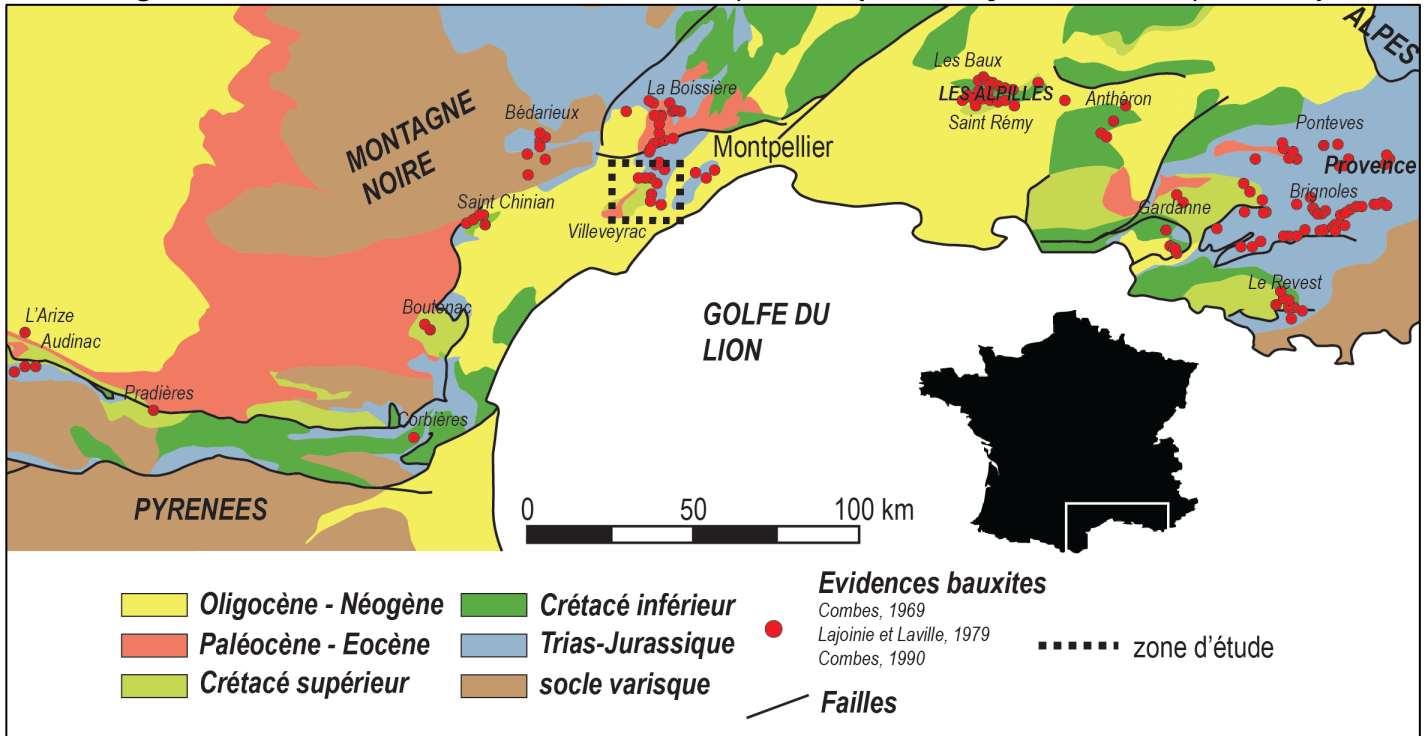 ALPES
Les Baux
LES ALPILLES
Saint Rémy
Anthéron
La Boissière
Bédarieux
MONTAGNE
NOIRE
Montpellier
Ponteves
Provence
Brignoles
Gardanne
Saint Chinian
Villeveyrac
Le Revest
L'Arize
Audinac
Boutenac
GOLFE DU
LION
Pradières
Corbières
PYRENEES
0 50 100 km
Oligocène - Néogène
Paléocène - Eocène
Crétacé supérieur
Crétacé inférieur
Trias-Jurassique
socle varisque
Evidences bauxites
Combes, 1969
Lajoinie et Laville, 1979
Combes, 1990
Failles
zone d'étude